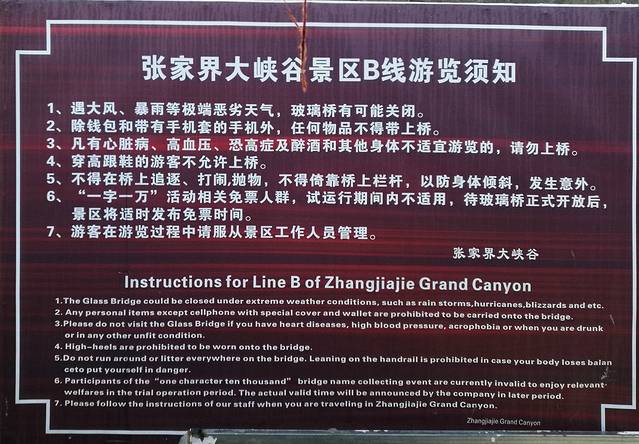 张家界大峡谷景区B线游览须知
1、遇大风、暴雨等极端恶劣天气，玻璃桥有可能关闭。
2、除钱包和带有手机套的手机外，任何物品不得带上桥。
3、凡有心脏病、高血压、恐高症及醉酒和其他身体不适宜游览的，请勿上桥。
4、穿高跟鞋的游客不允许上桥。
5、不得在桥上追逐、打闹,抛物，不得倚靠桥上栏杆，以防身体倾斜，发生意外。
6、“一字一万”活动相关免票人群，试运行期间内不适用，待玻璃桥正式开放后，
景区将适时发布免票时间。
7、游客在游览过程中请服从景区工作人员管理。
张家界大峡谷
Instructions for Line B of Zhangjiajie Grand Canyon
1.The Glass Bridge could be closed under extreme weather conditions, such as rain storms,hurricanes,blizzards and etc.
2. Any personal items except cellphone with special cover and wallet are prohibited to be carried onto the bridge.
3.Please do not visit the Glass Bridge if you have heart diseases, high blood pressure, acrophobia or when you are drunk
or in any other unfit condition.
4. High-heels are prohibited to be worn onto the bridge.
5.Do not run around or litter everywhere on the bridge. Leaning on the handrail is prohibited in case your body loses balan
ceto put yourself in danger.
6. Participants of the “one character ten thousand” bridge name collecting event are currently invalid to enjoy relevant
welfares in the trial operation period. The actual valid time will be announced by the company in later period.
7. Please follow the instructions of our staff when you are traveling in Zhangjiajie Grand Canyon.
Zhangjiajie Grand Canyon